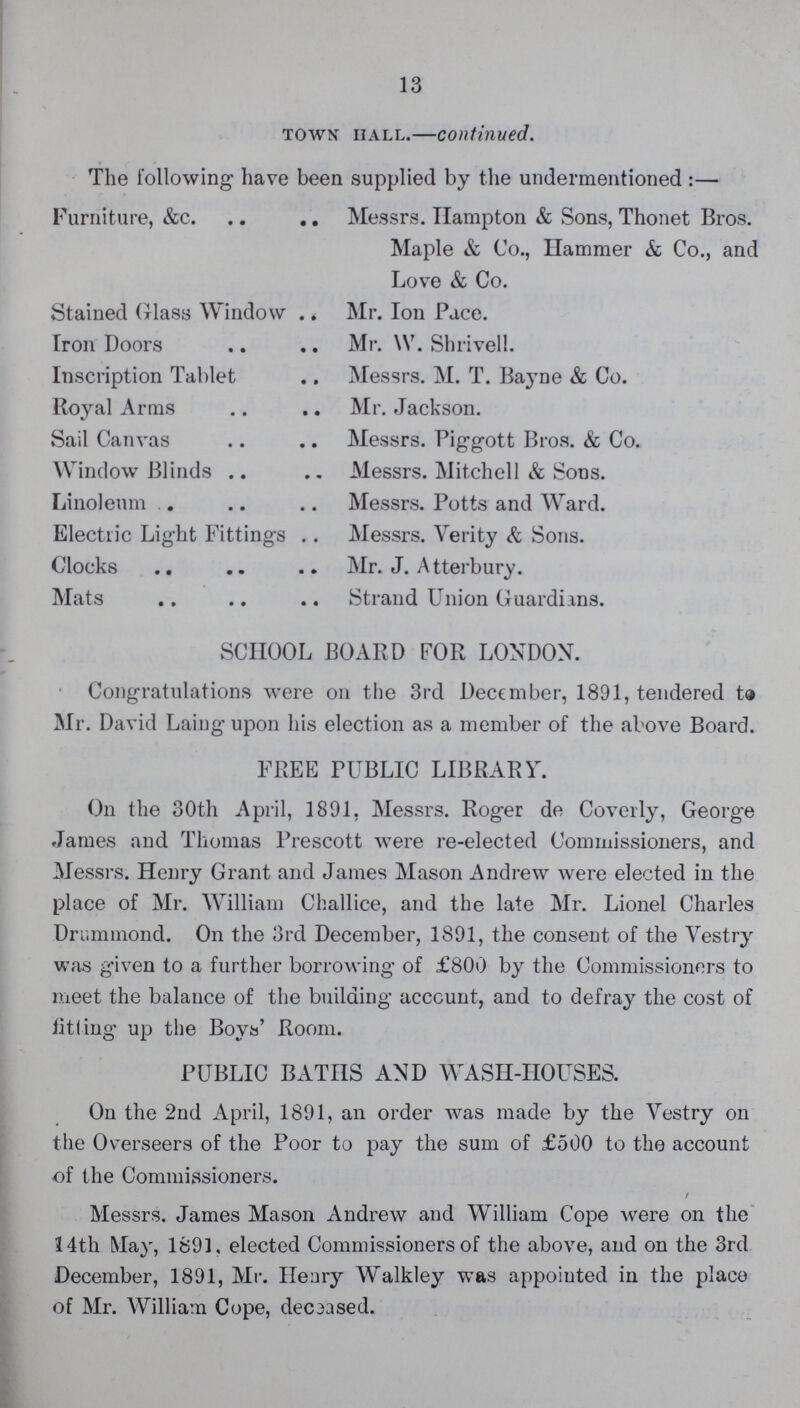 13
TOWN HALL.—continued.
The following have been supplied by the undermentioned :—
Furniture, &c. .. .. Messrs. Hampton & Sons, Thonet Bros.
Maple & Co., Hammer & Co., and
Love & Co.
Stained Glass Window .. Mr. Ion Pace.
Iron Doors .. .. Mr. W. Shrivell.
Inscription Tablet .. Messrs. M. T. Bayne & Co.
Royal Arms .. .. Mr. Jackson.
Sail Canvas .. .. Messrs. Piggott Bros. & Co.
Window Blinds .. .. Messrs. Mitchell & Sons.
Linoleum .. .. .. Messrs. Potts and Ward.
Electric Light Fittings .. Messrs. Verity & Sons.
Clocks .. .. .. Mr. J. Atterbury.
Mats .. .. .. Strand Union Guardians.
SCHOOL BOARD FOR LONDON.
Congratulations were on the 3rd December, 1891, tendered to
Mr. David Laing upon his election as a member of the above Board.
FREE PUBLIC LIBRARY.
On the 30th April, 1891, Messrs. Roger de Coverly, George
James and Thomas Prescott were re-elected Commissioners, and
Messrs. Henry Grant and James Mason Andrew were elected in the
place of Mr. William Challice, and the late Mr. Lionel Charles
Drummond. On the 3rd December, 1891, the consent of the Vestry
was given to a further borrowing of £800 by the Commissioners to
meet the balance of the building account, and to defray the cost of
fitting up the Boys' Room.
PUBLIC BATHS AND WASH-HOUSES.
On the 2nd April, 1891, an order was made by the Vestry on
the Overseers of the Poor to pay the sum of £500 to the account
of the Commissioners.
Messrs. James Mason Andrew and William Cope were on the
14th May, 1891, elected Commissioners of the above, and on the 3rd
December, 1891, Mr. Henry Walkley was appointed in the place
of Mr. William Cope, deceased.